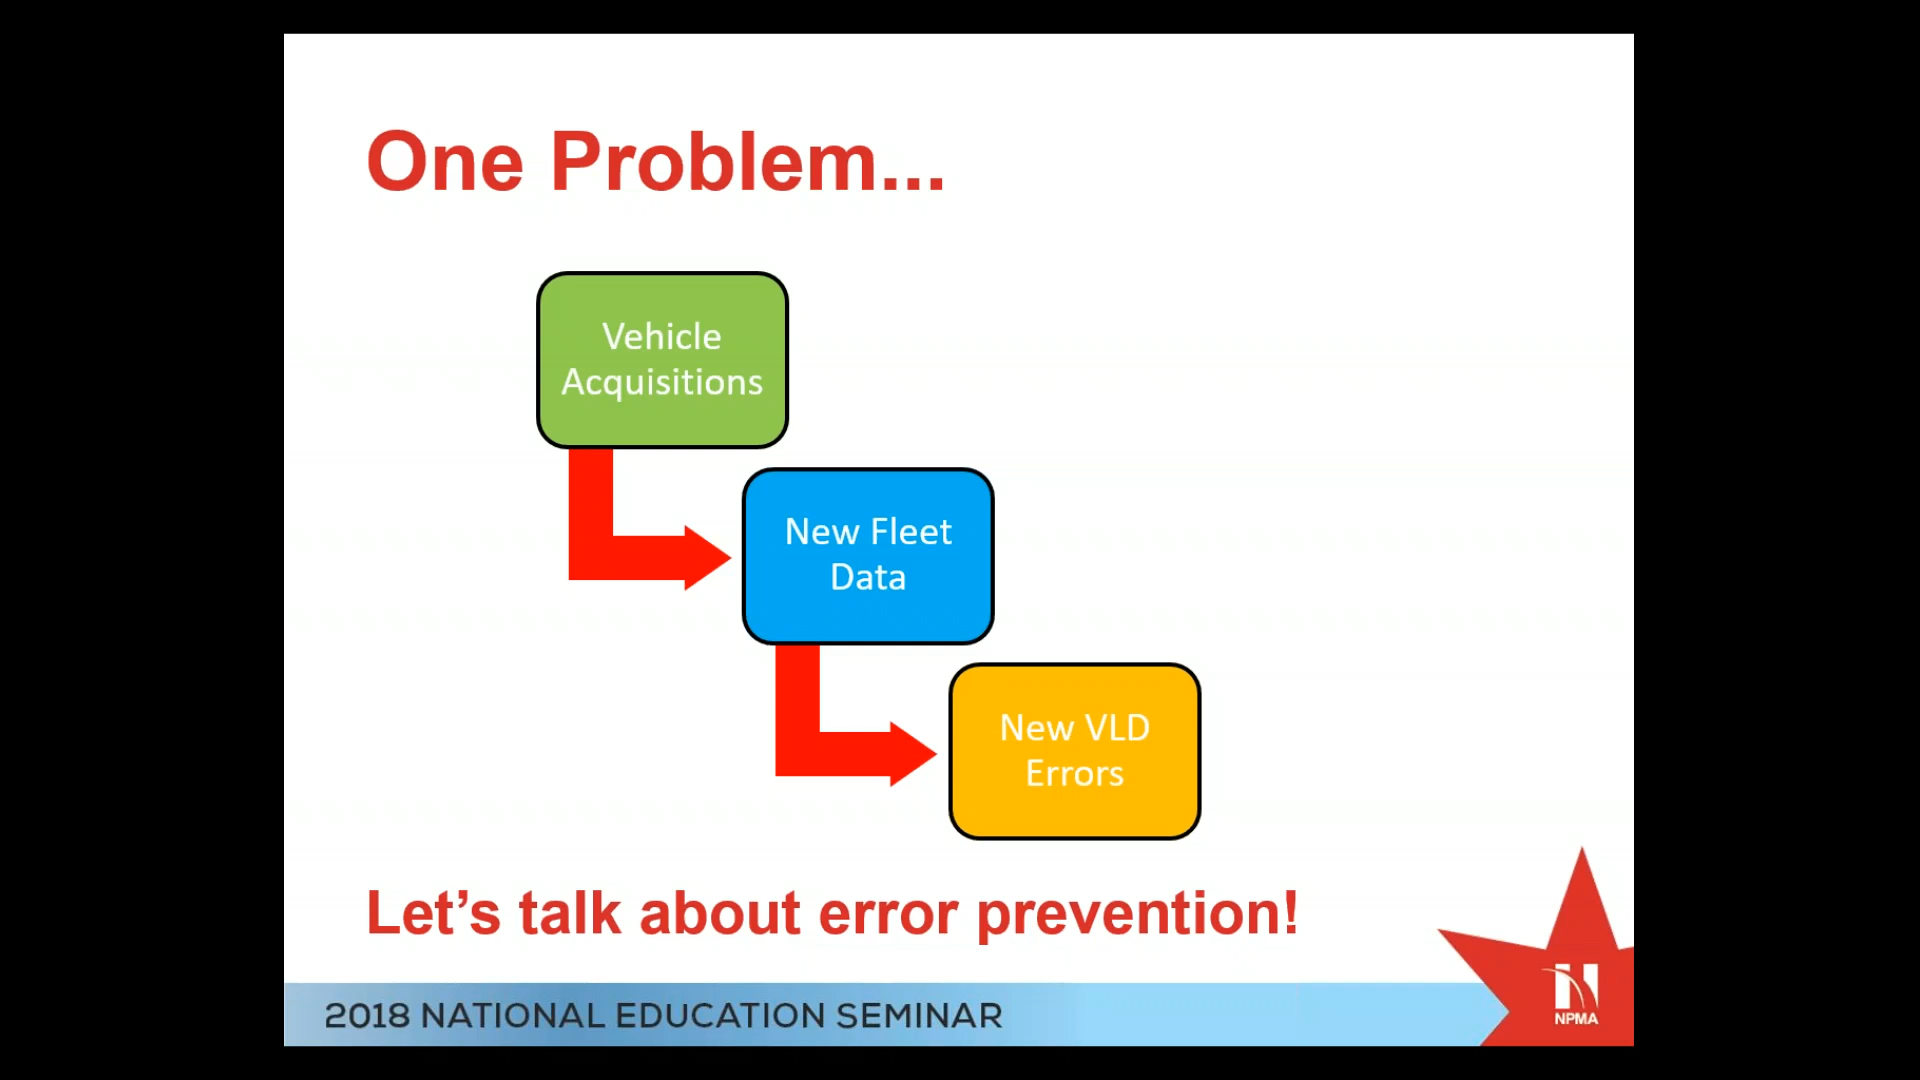 One Problem...
Vehicle
Acquisitions
New Fleet
Data
New VLD
Errors
Let’s talk about error prevention!
2018 NATIONAL EDUCATION SEMINAR
NPMA